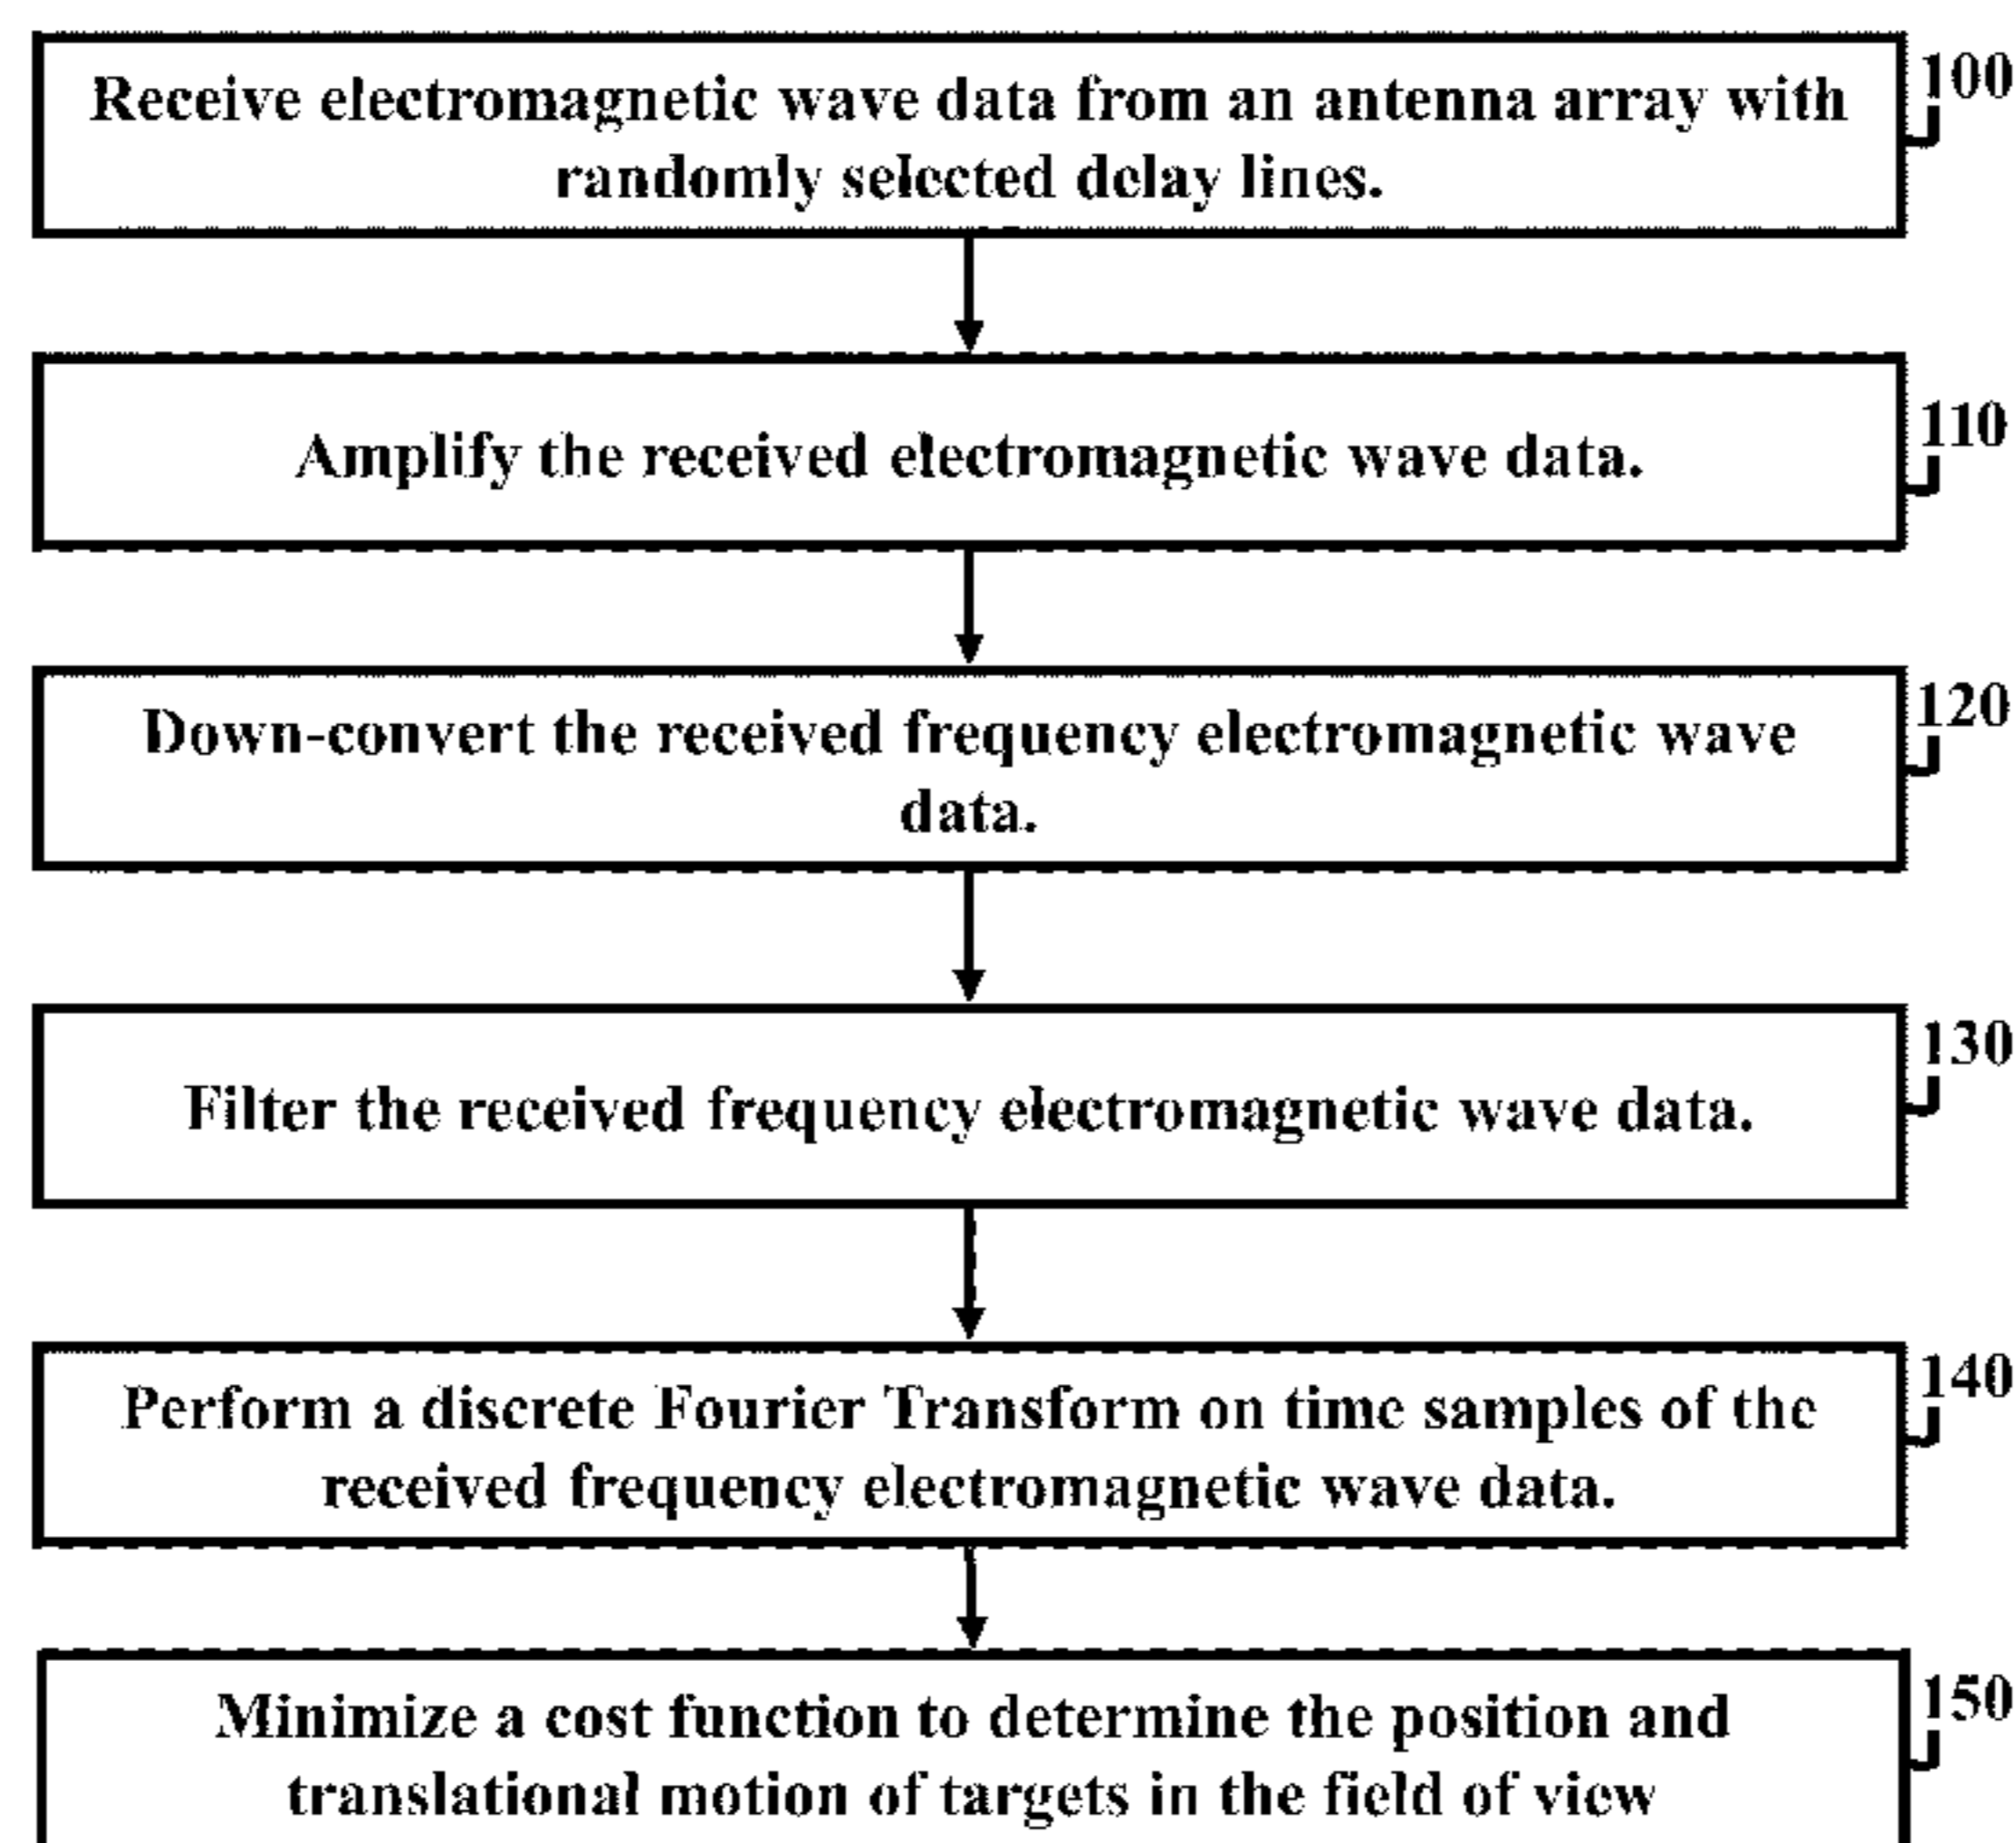 Receive electromagnetic wave data from an antenna array with
randomly selected delay lines.
100
Amplify the received electromagnetic wave data.
110
Down-convert the received frequency electromagnetic wave
data.
120
Filter the received frequency electromagnetic wave data.
130
Perform a discrete Fourier Transform on time samples of the
received frequency electromagnetic wave data.
140
Minimize a cost function to determine the position and
translational motion of targets in the field of view
150